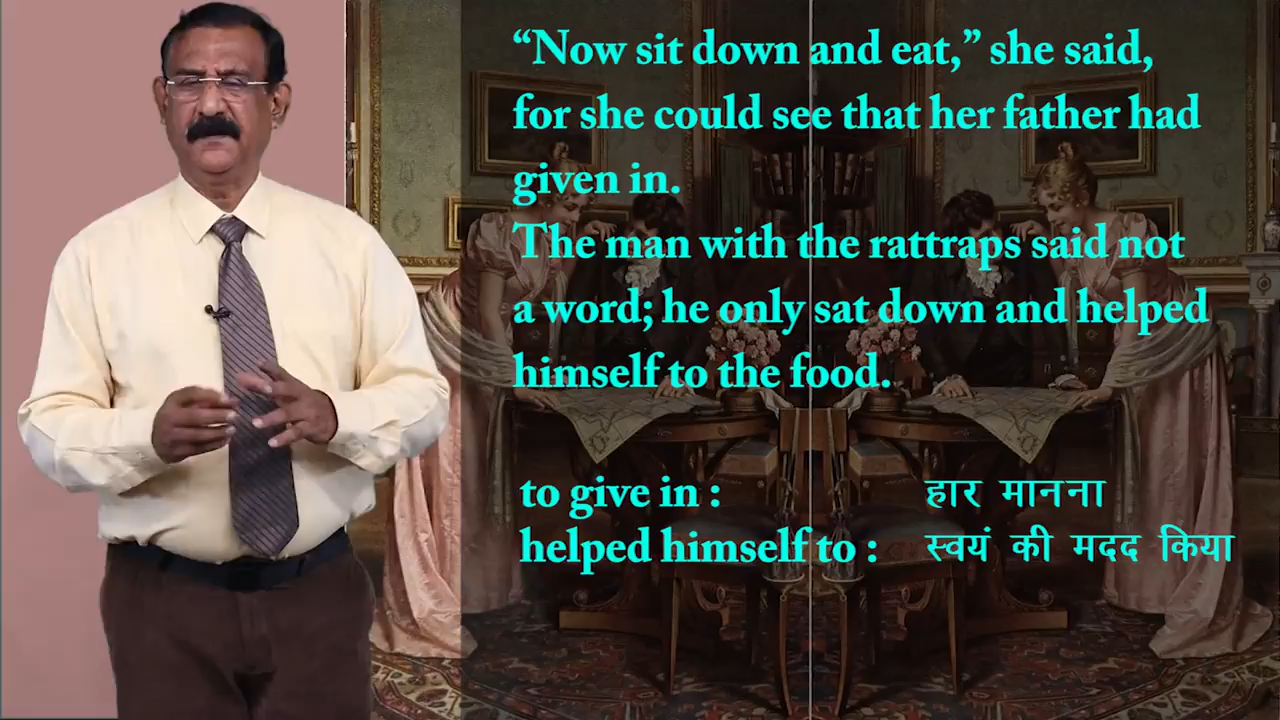 “Now sit down and eat,” she said,
for she could see that her father had
given in.
The man with the rattraps said not
a word; he only sat down and helped
himself to the food.
to give in : हार मानना
helped himself to : स्वयं की मदद किया